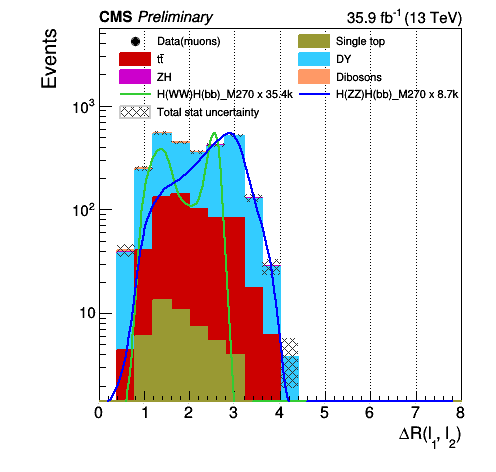 CMS Preliminary 35.9 fb⁻¹ (13 TeV)
Events
Data(muons) Single top
tt̄ DY
ZH Dibosons
H(WW)H(bb)_M270 x 35.4k H(ZZ)H(bb)_M270 x 8.7k
Total stat uncertainty
10³
10²
10
0 1 2 3 4 5 6 7 8
ΔR(l₁, l₂)